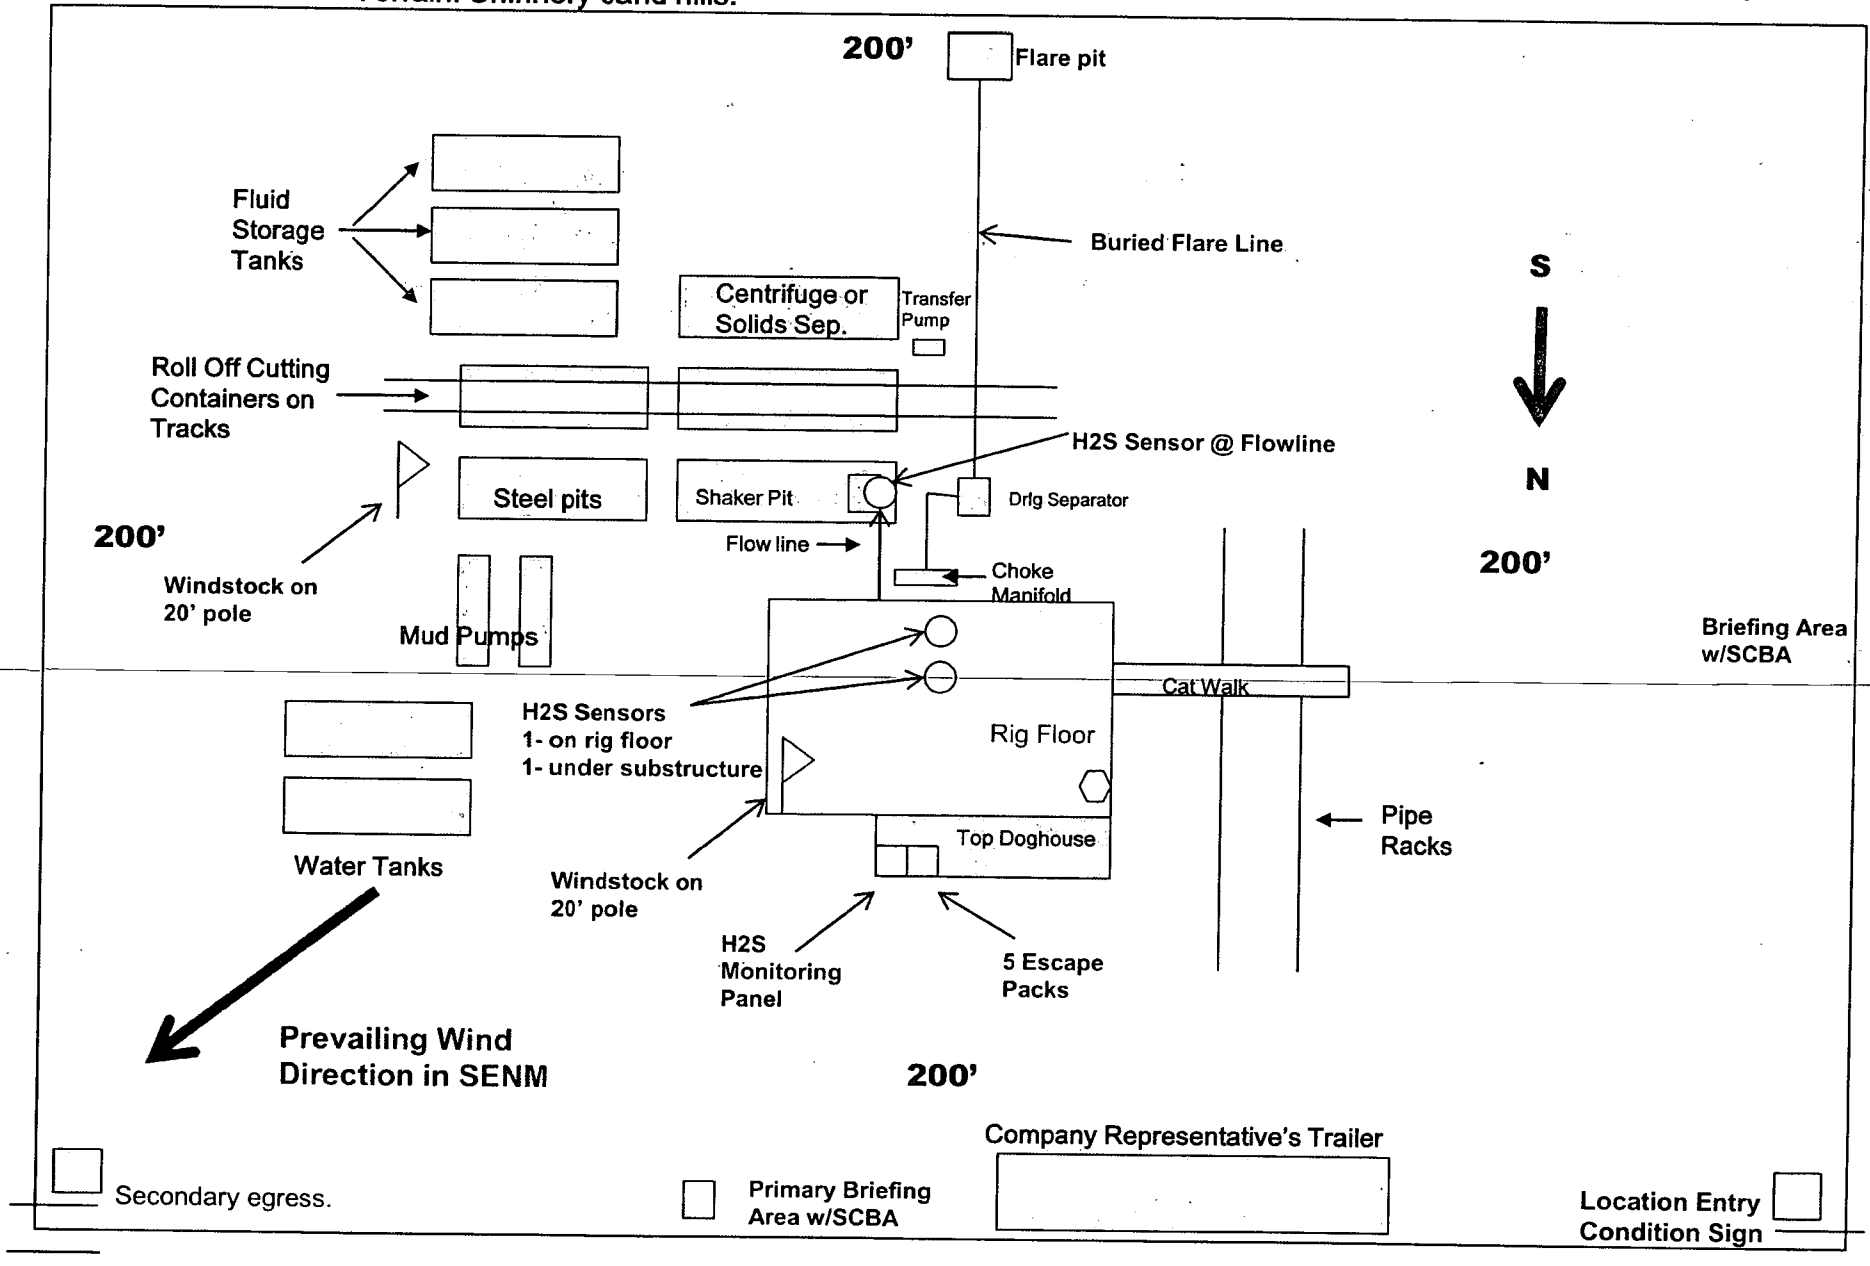 200'
Flare pit
Fluid
Storage
Tanks
Buried Flare Line
S
Centrifuge or
Solids Sep.
Transfer
Pump
Roll Off Cutting
Containers on
Tracks
H2S Sensor @ Flowline
N
Steel pits
Shaker Pit
Drlg Separator
200'
Flow line
200'
Windstock on
20' pole
Choke
Manifold
Mud Pumps
Briefing Area
w/SCBA
Cat Walk
H2S Sensors
1- on rig floor
1- under substructure
Rig Floor
Pipe
Racks
Top Doghouse
Water Tanks
Windstock on
20' pole
H2S
Monitoring
Panel
5 Escape
Packs
Prevailing Wind
Direction in SENM
200'
Company Representative's Trailer
Secondary egress.
Primary Briefing
Area w/SCBA
Location Entry
Condition Sign